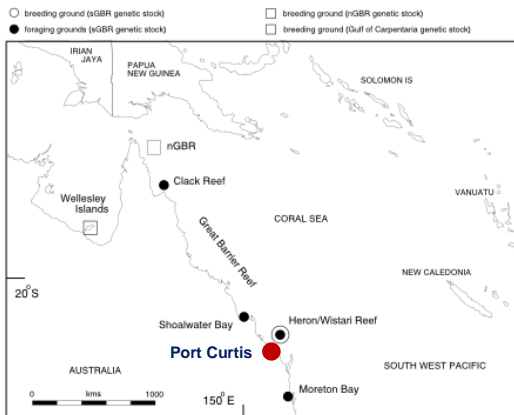 breeding ground (sGBR genetic stock)
foraging grounds (sGBR genetic stock)
breeding ground (nGBR genetic stock)
breeding ground (Gulf of Carpentaria genetic stock)
IRIAN
JAYA
PAPUA
NEW GUINEA
SOLOMON IS
nGBR
Clack Reef
Wellesley
Islands
VANUATU
CORAL SEA
Great Barrier Reef
NEW CALEDONIA
20°S
Shoalwater Bay
Heron/Wistari Reef
Port Curtis
AUSTRALIA
SOUTH WEST PACIFIC
0 kms 1000
150°E
Moreton Bay